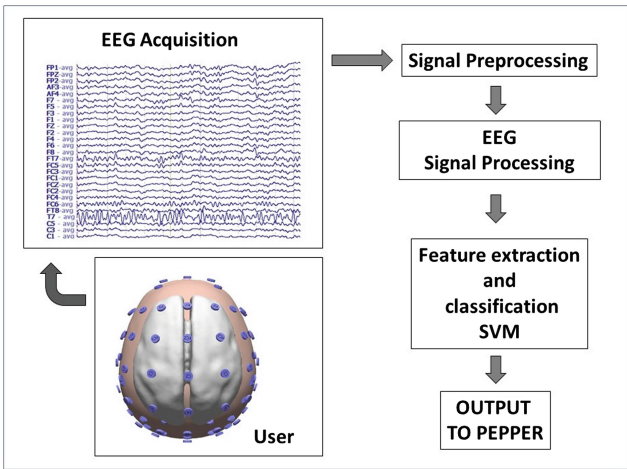 EEG Acquisition
FP1-avg
FPZ-avg
FP2-avg
AF3-avg
AF4-avg
F7 - avg
F5 - avg
F3 - avg
F1 - avg
FZ - avg
F2 - avg
F4 - avg
F6 - avg
F8 - avg
FT7-avg
FC5-avg
FC3-avg
FC1-avg
FCZ-avg
FC2-avg
FC4-avg
FC6-avg
FT8-avg
T7 - avg
C5 - avg
C3 - avg
C1 - avg
User
Signal Preprocessing
EEG
Signal Processing
Feature extraction
and
classification
SVM
OUTPUT
TO PEPPER